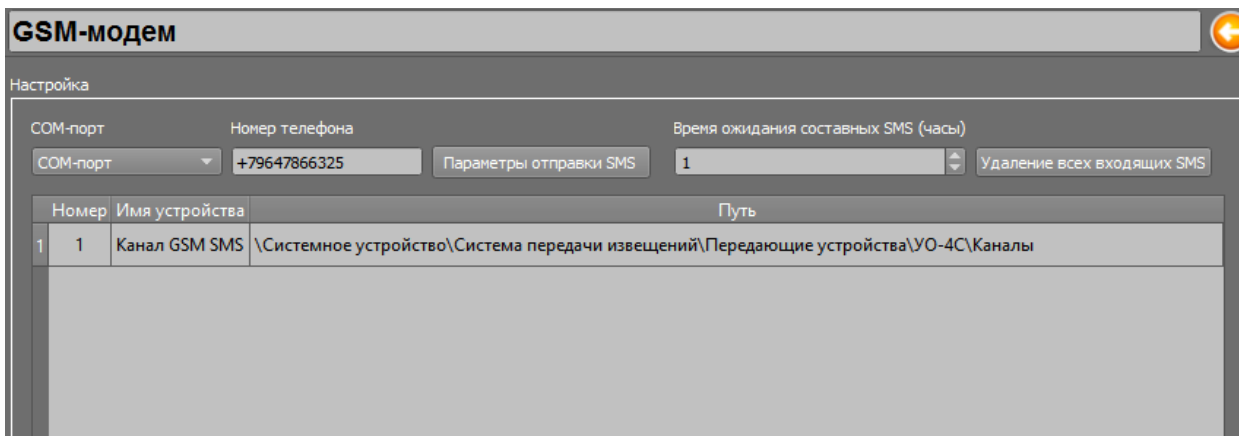 GSM-модем
Настройка
COM-порт Номер телефона Время ожидания составных SMS (часы)
COM-порт +79647866325 Параметры отправки SMS 1 Удаление всех входящих SMS
Номер Имя устройства Путь
1 1 Канал GSM SMS \Системное устройство\Система передачи извещений\Передающие устройства\УО-4С\Каналы